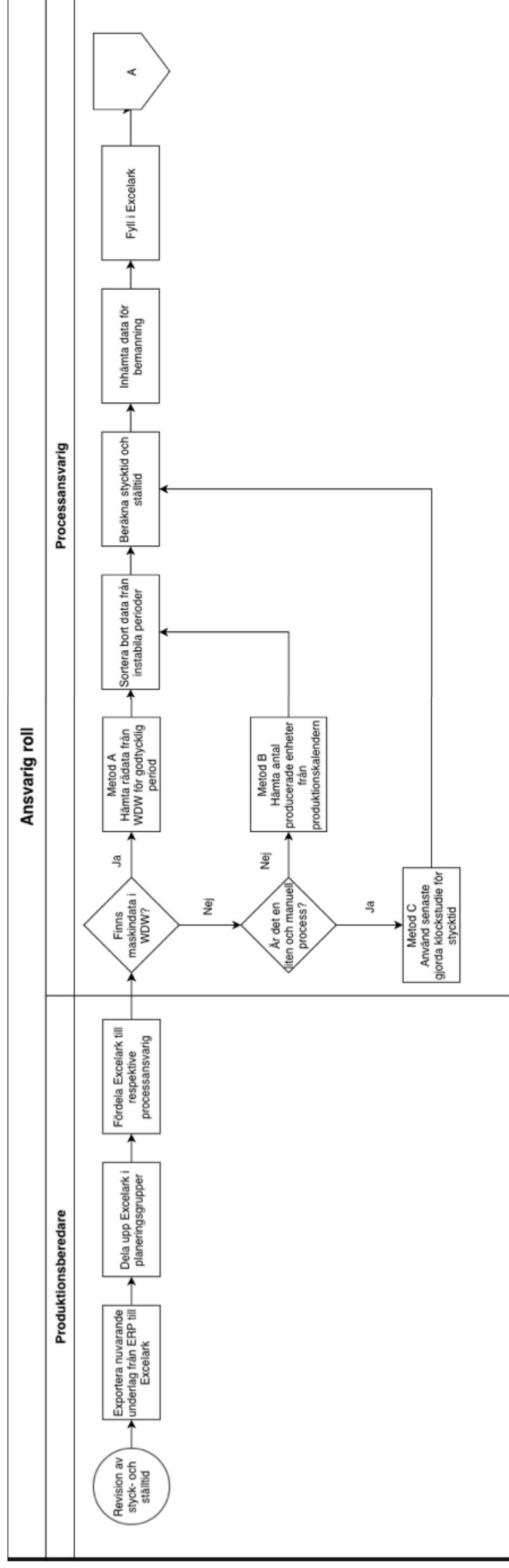 Ansvarig roll
Produktionsberedare
Processansvarig
Revision av
styck- och
ställtid
Exportera nuvarande
underlag från ERP till
Excelark
Dela upp Excelark i
planeringsgrupper
Fördela Excelark till
respektive
processansvarig
Finns
maskindata i
WDW?
Ja
Metod A
Hämta rådata från
WDW för godtycklig
period
Sortera bort data från
instabila perioder
Beräkna stycktid och
ställtid
Inhämta data för
bemanning
Fyll i Excelark
A
Nej
Är det en
liten och manuell
process?
Nej
Metod B
Hämta antal
producerade enheter
från
produktionskalendern
Ja
Metod C
Använd senaste
gjorda klockstudie för
stycktid